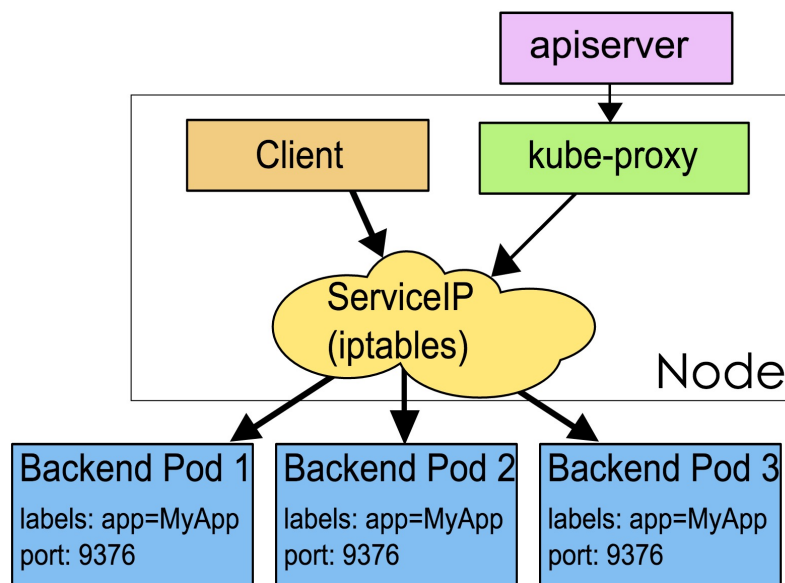 apiserver
Client
kube-proxy
ServiceIP
(iptables)
Node
Backend Pod 1
labels: app=MyApp
port: 9376
Backend Pod 2
labels: app=MyApp
port: 9376
Backend Pod 3
labels: app=MyApp
port: 9376